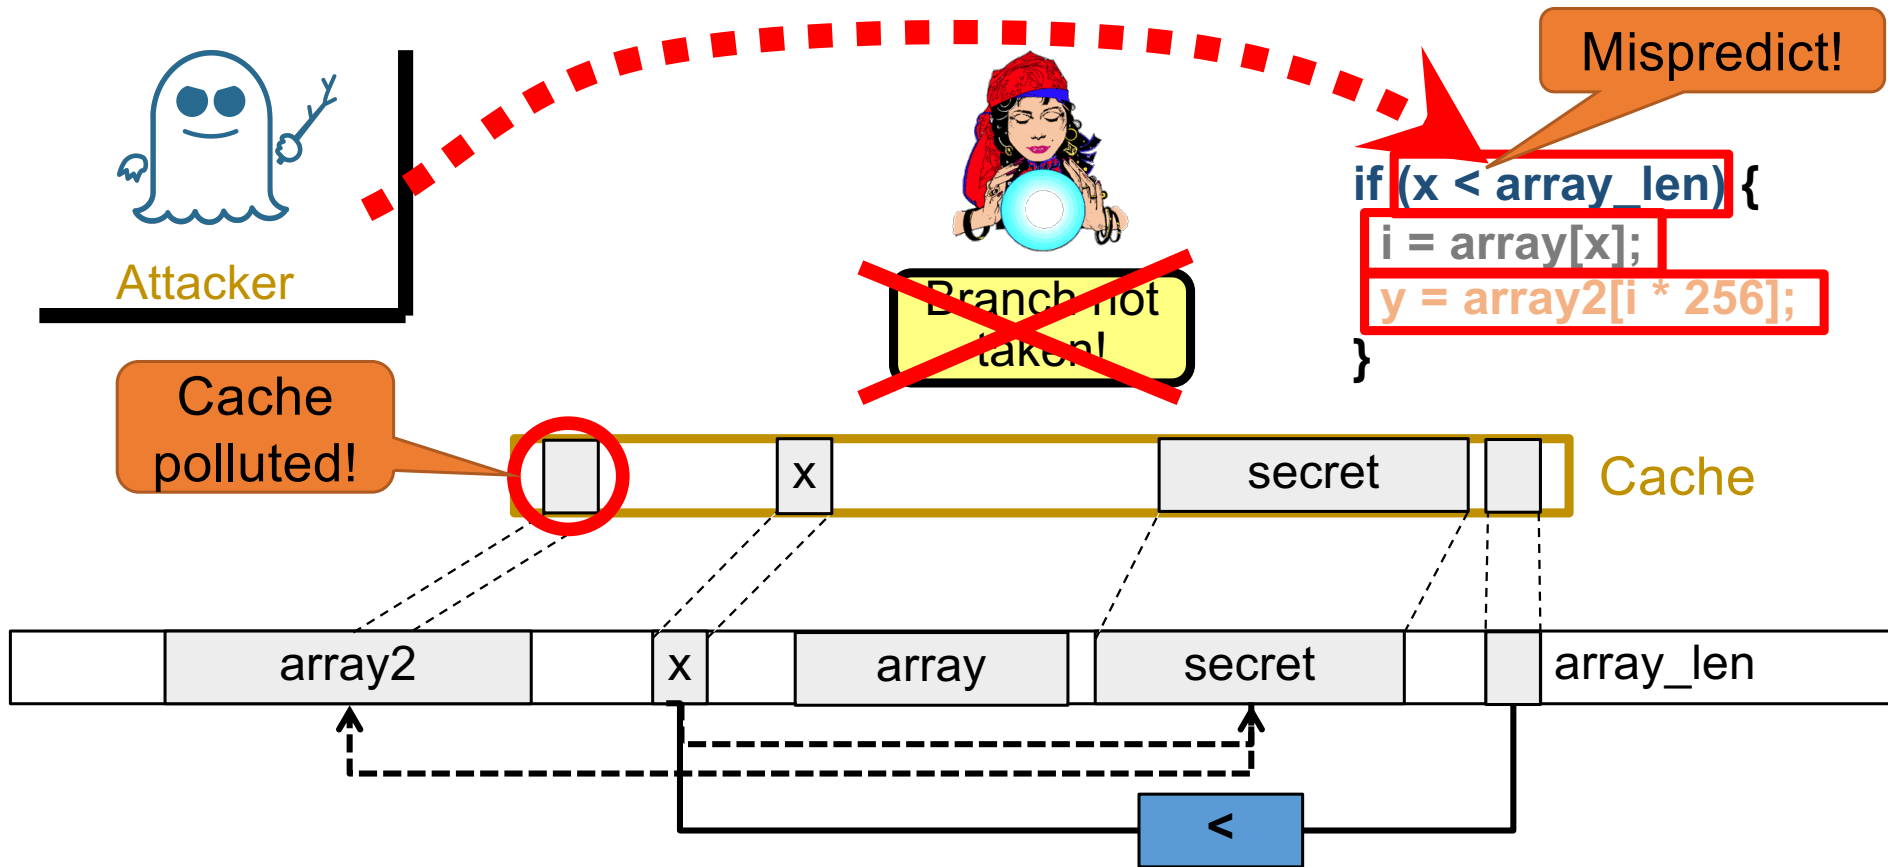 Mispredict!
if (x < array_len) {
i = array[x];
y = array2[i * 256];
}
Attacker
Branch not
taken!
Cache
polluted!
x
secret
Cache
array2
x
array
secret
array_len
<